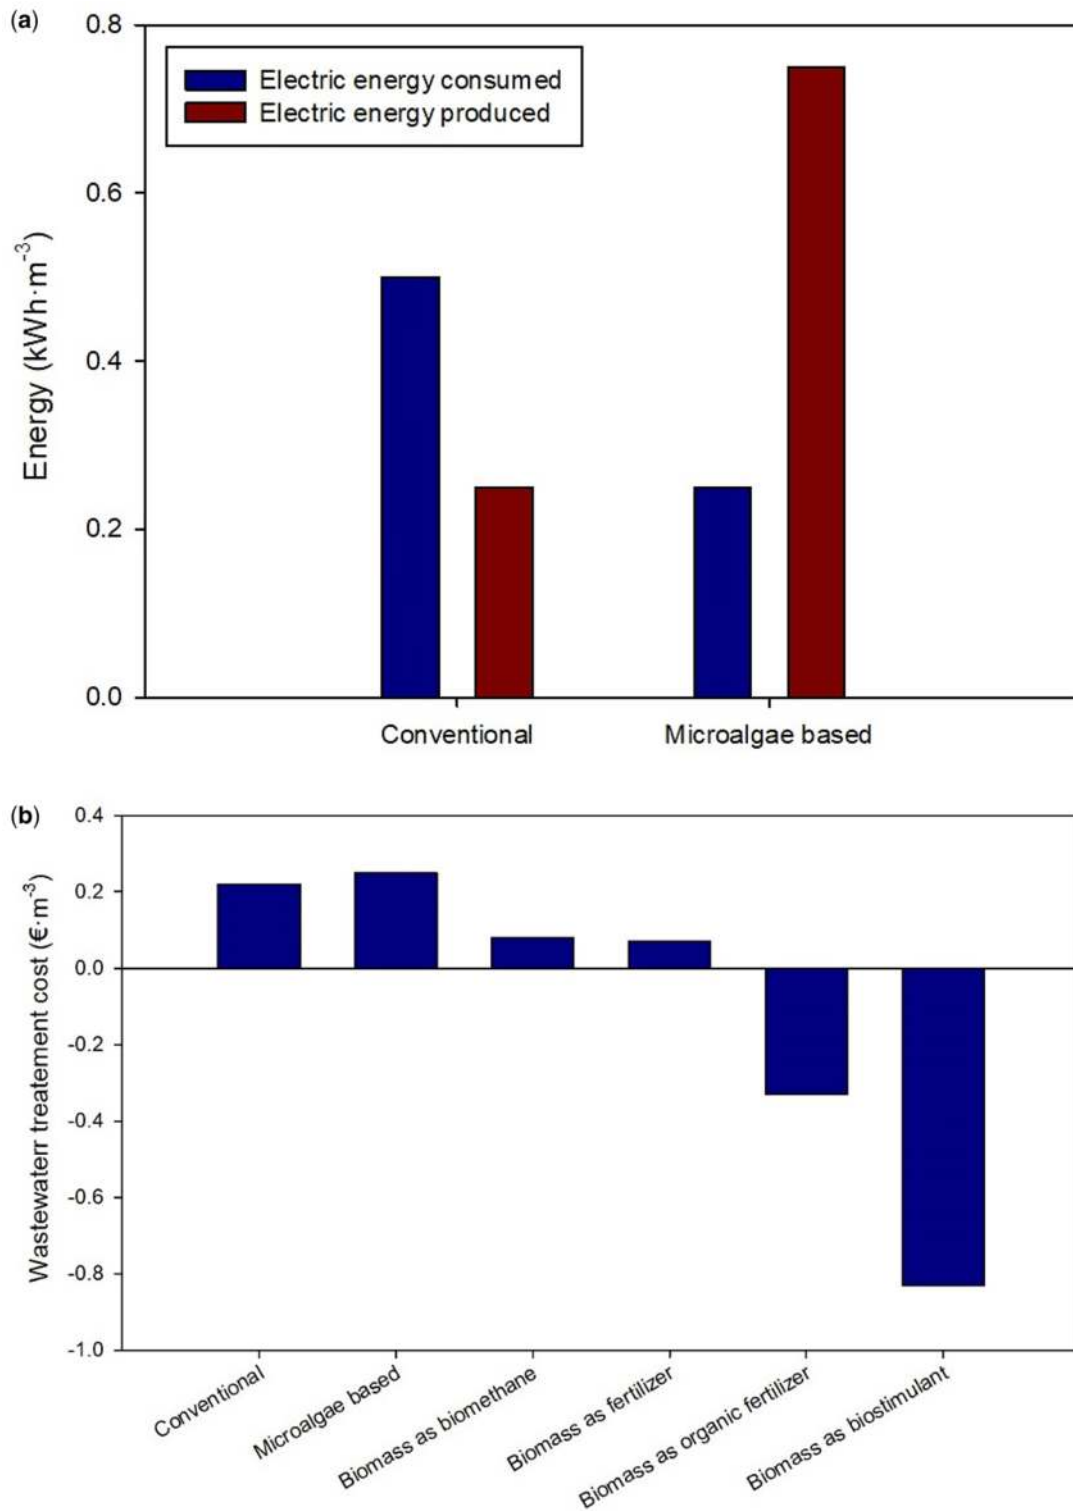 (a)
0.8
0.6
0.4
0.2
0.0
Energy (kWh·m⁻³)
Electric energy consumed
Electric energy produced
Conventional
Microalgae based
(b)
0.4
0.2
0.0
-0.2
-0.4
-0.6
-0.8
-1.0
Wastewaterr treatement cost (€·m⁻³)
Conventional
Microalgae based
Biomass as biomethane
Biomass as fertilizer
Biomass as organic fertilizer
Biomass as biostimulant